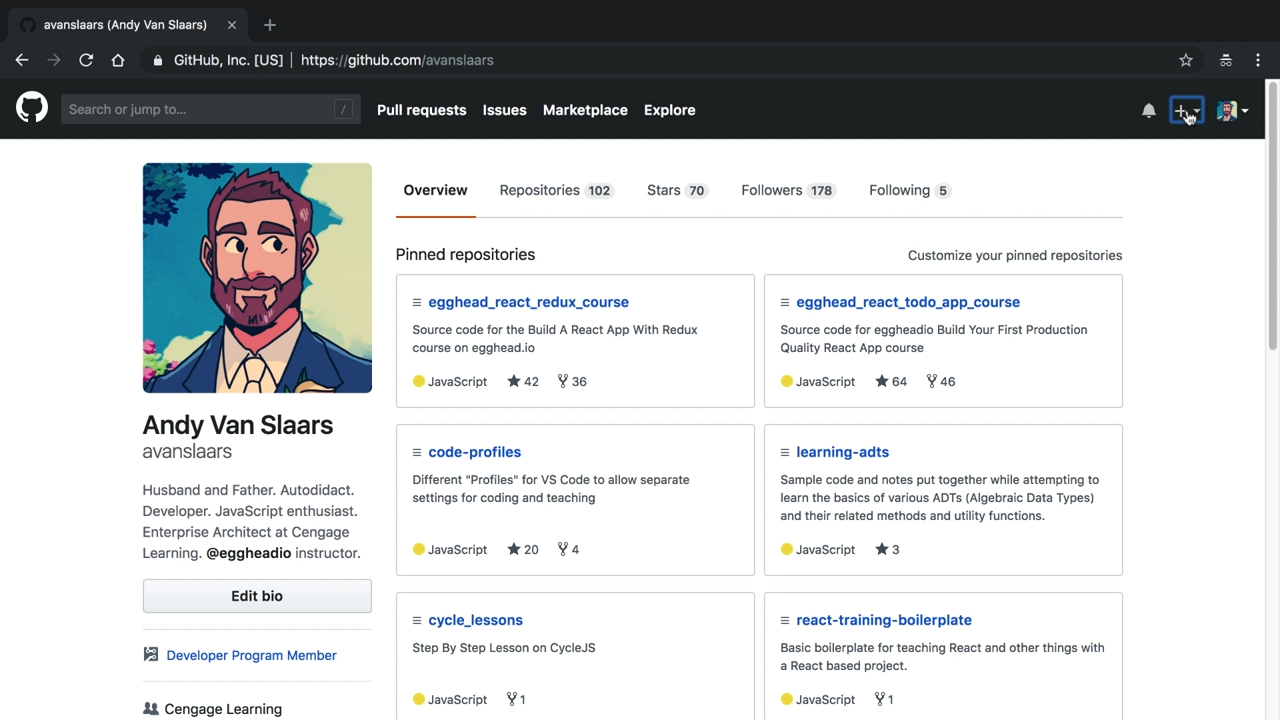 avanslaars (Andy Van Slaars)
GitHub, Inc. [US] | https://github.com/avanslaars
Search or jump to... /
Pull requests Issues Marketplace Explore
Overview Repositories 102 Stars 70 Followers 178 Following 5
Pinned repositories Customize your pinned repositories
egghead_react_redux_course
Source code for the Build A React App With Redux
course on egghead.io
JavaScript 42 36
egghead_react_todo_app_course
Source code for eggheadio Build Your First Production
Quality React App course
JavaScript 64 46
Andy Van Slaars
avanslaars
Husband and Father. Autodidact.
Developer. JavaScript enthusiast.
Enterprise Architect at Cengage
Learning. @eggheadio instructor.
Edit bio
Developer Program Member
Cengage Learning
code-profiles
Different "Profiles" for VS Code to allow separate
settings for coding and teaching
JavaScript 20 4
learning-adts
Sample code and notes put together while attempting to
learn the basics of various ADTs (Algebraic Data Types)
and their related methods and utility functions.
JavaScript 3
cycle_lessons
Step By Step Lesson on CycleJS
JavaScript 1
react-training-boilerplate
Basic boilerplate for teaching React and other things with
a React based project.
JavaScript 1